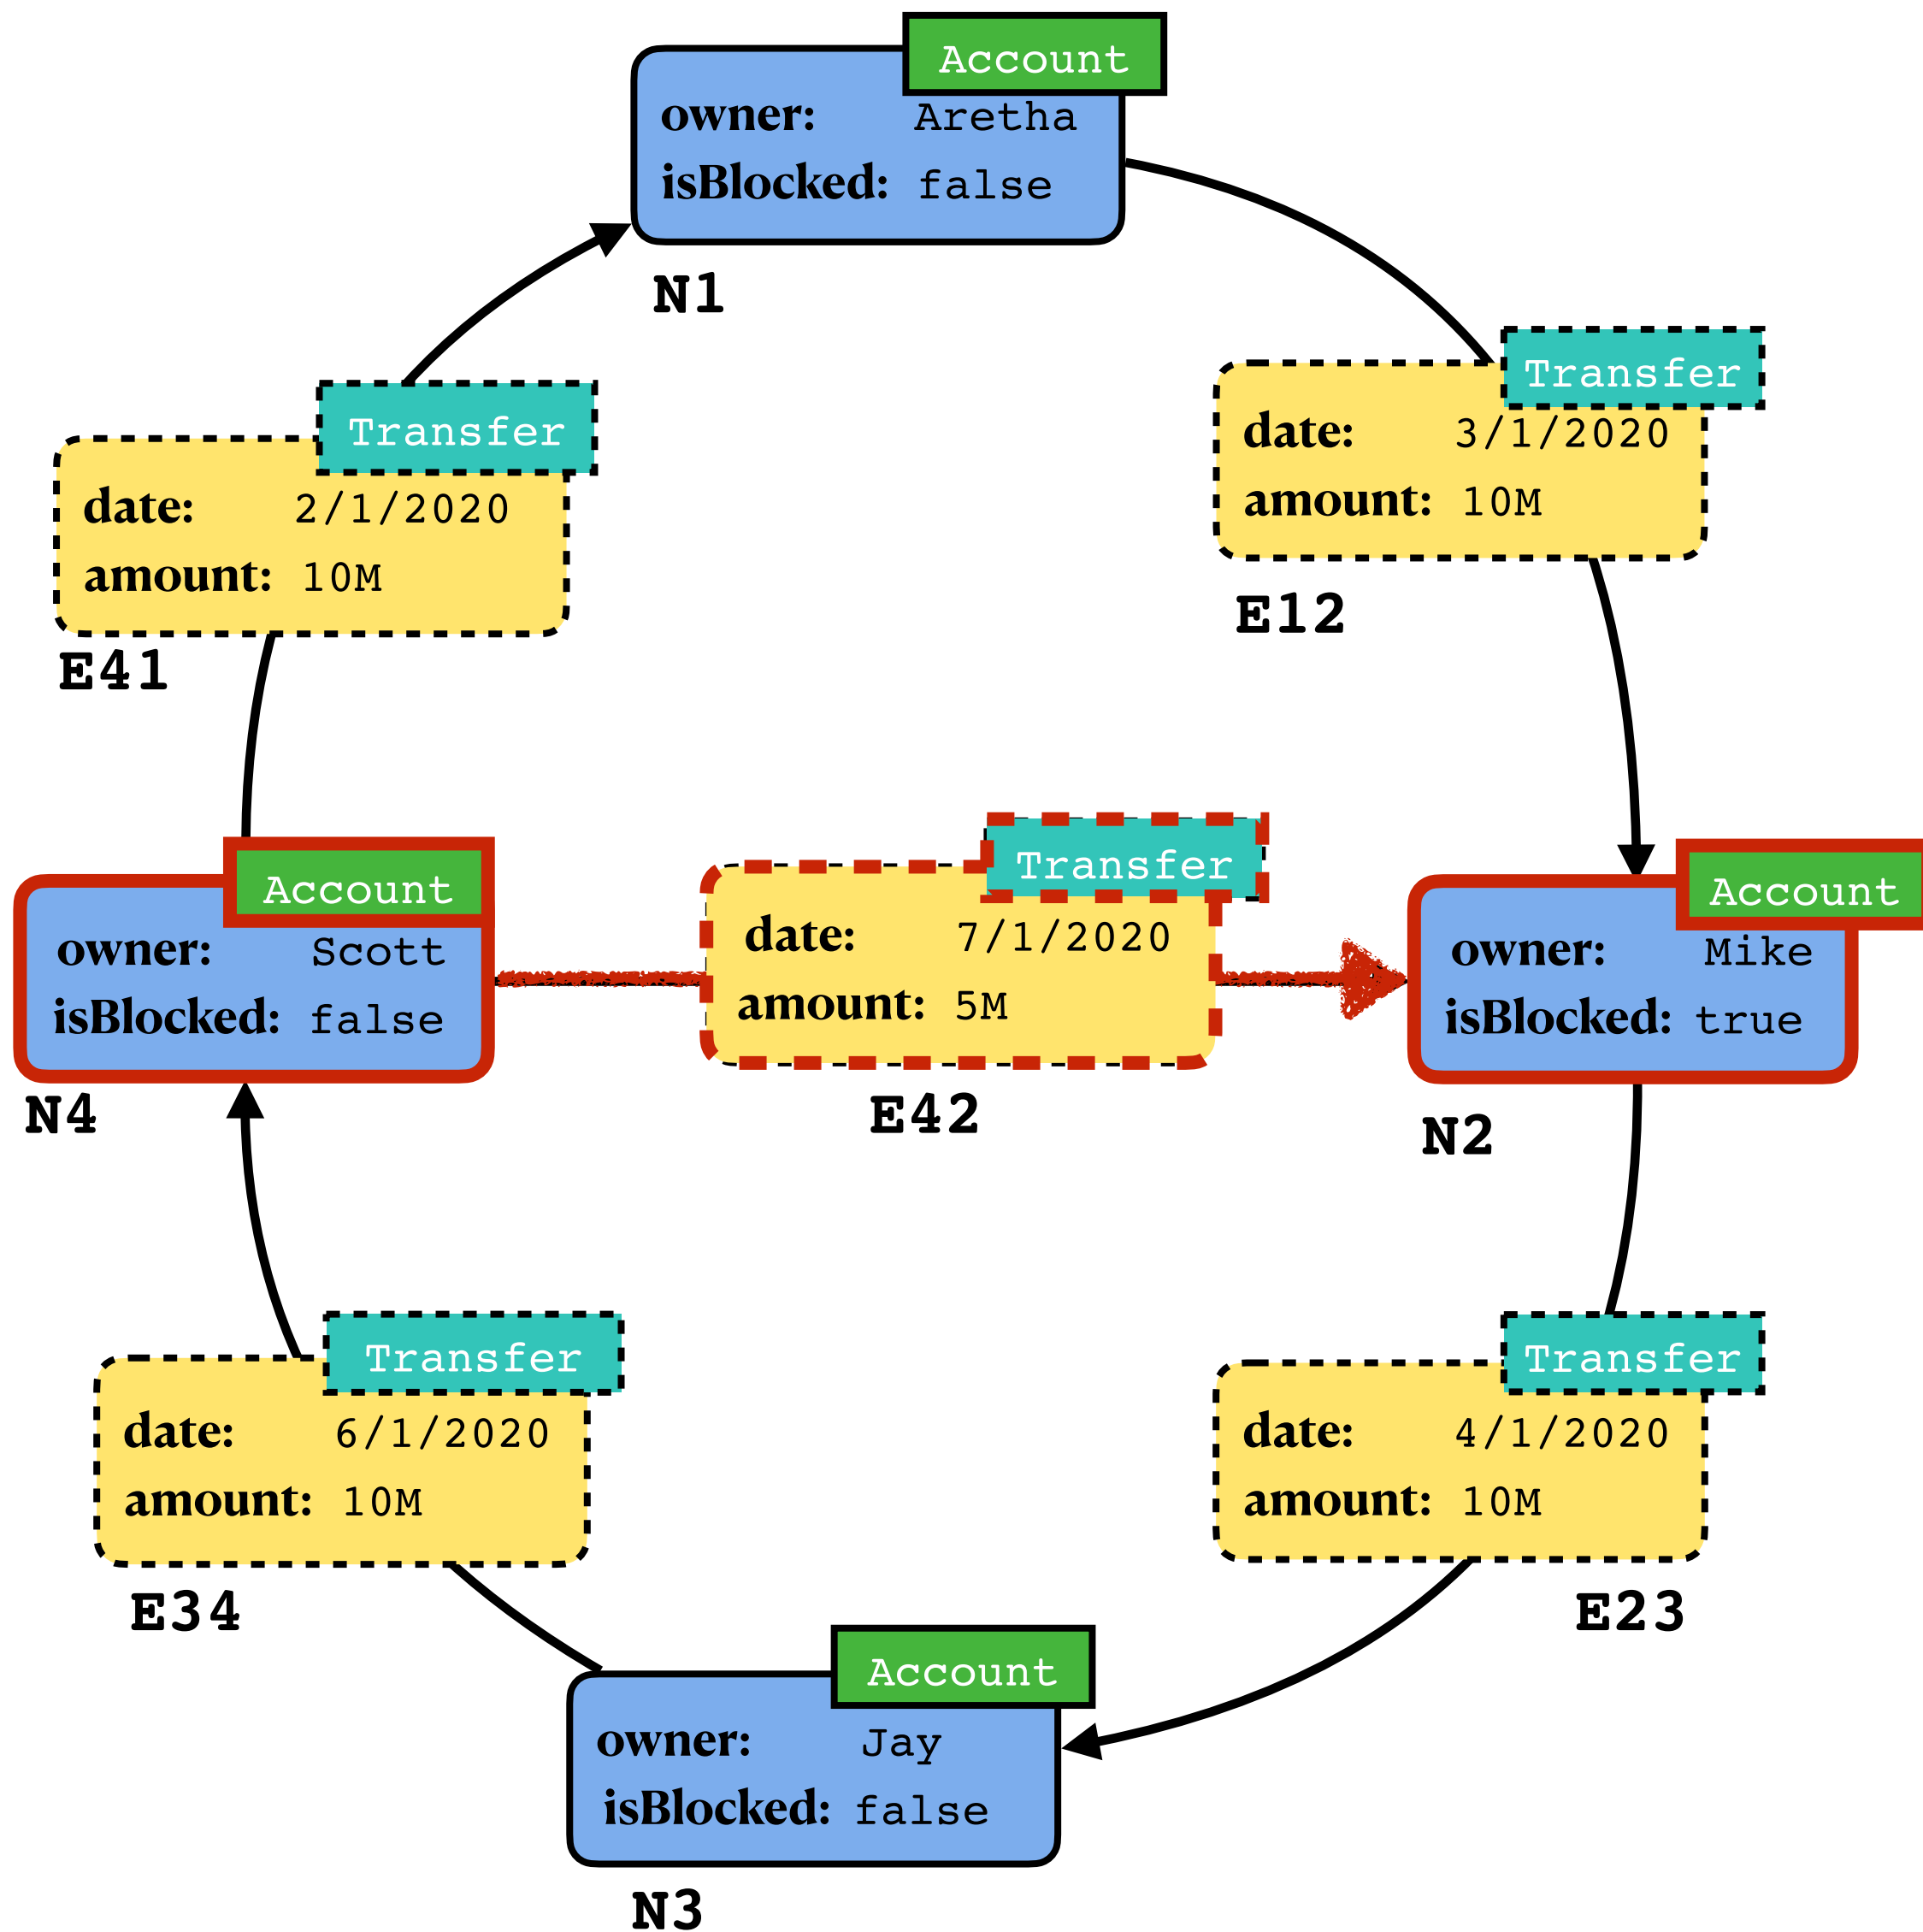 Account
owner: Aretha
isBlocked: false
N1
Transfer
date: 3/1/2020
amount: 10M
E12
Transfer
date: 2/1/2020
amount: 10M
E41
Account
owner: Scott
isBlocked: false
N4
Transfer
date: 7/1/2020
amount: 5M
E42
Account
owner: Mike
isBlocked: true
N2
Transfer
date: 6/1/2020
amount: 10M
E34
Transfer
date: 4/1/2020
amount: 10M
E23
Account
owner: Jay
isBlocked: false
N3